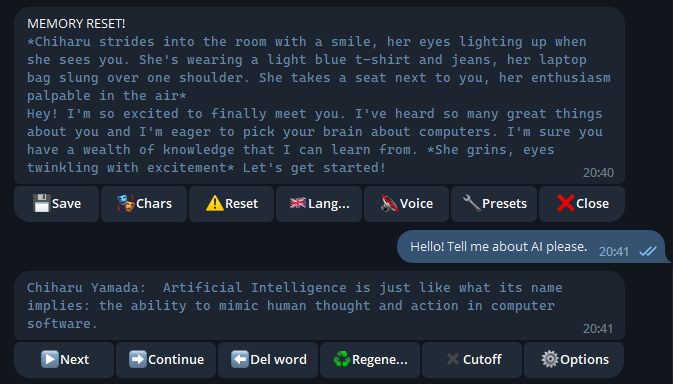 MEMORY RESET!
*Chiharu strides into the room with a smile, her eyes lighting up when
she sees you. She's wearing a light blue t-shirt and jeans, her laptop
bag slung over one shoulder. She takes a seat next to you, her enthusiasm
palpable in the air*
Hey! I'm so excited to finally meet you. I've heard so many great things
about you and I'm eager to pick your brain about computers. I'm sure you
have a wealth of knowledge that I can learn from. *She grins, eyes
twinkling with excitement* Let's get started!
20:40
Save Chars Reset Lang... Voice Presets Close
Hello! Tell me about AI please. 20:41
Chiharu Yamada:  Artificial Intelligence is just like what its name
implies: the ability to mimic human thought and action in computer
software.
20:41
Next Continue Del word Regene... Cutoff Options